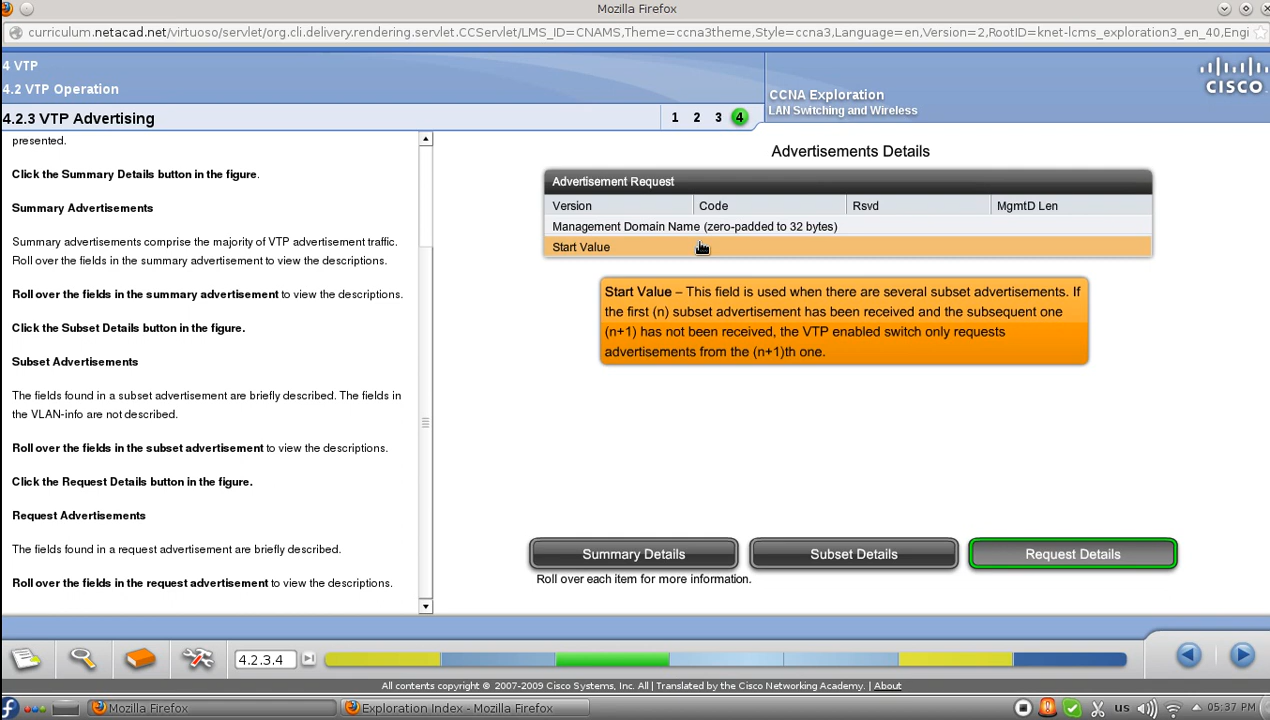 Mozilla Firefox
curriculum.netacad.net/virtuoso/servlet/org.cli.delivery.rendering.servlet.CCServlet/LMS_ID=CNAMS,Theme=ccna3theme,Style=ccna3,Language=en,Version=2,RootID=knet-lcms_exploration3_en_40,Engi
4 VTP
4.2 VTP Operation
CCNA Exploration
LAN Switching and Wireless
CISCO
4.2.3 VTP Advertising
1 2 3 4
presented.
Click the Summary Details button in the figure.
Summary Advertisements
Summary advertisements comprise the majority of VTP advertisement traffic.
Roll over the fields in the summary advertisement to view the descriptions.
Roll over the fields in the summary advertisement to view the descriptions.
Click the Subset Details button in the figure.
Subset Advertisements
The fields found in a subset advertisement are briefly described. The fields in
the VLAN-info are not described.
Roll over the fields in the subset advertisement to view the descriptions.
Click the Request Details button in the figure.
Request Advertisements
The fields found in a request advertisement are briefly described.
Roll over the fields in the request advertisement to view the descriptions.
Advertisements Details
Advertisement Request
Version Code Rsvd MgmtD Len
Management Domain Name (zero-padded to 32 bytes)
Start Value
Start Value – This field is used when there are several subset advertisements. If
the first (n) subset advertisement has been received and the subsequent one
(n+1) has not been received, the VTP enabled switch only requests
advertisements from the (n+1)th one.
Summary Details Subset Details Request Details
Roll over each item for more information.
4.2.3.4
All contents copyright © 2007-2009 Cisco Systems, Inc. All | Translated by the Cisco Networking Academy. | About
Mozilla Firefox
Exploration Index - Mozilla Firefox
us
05:37 PM